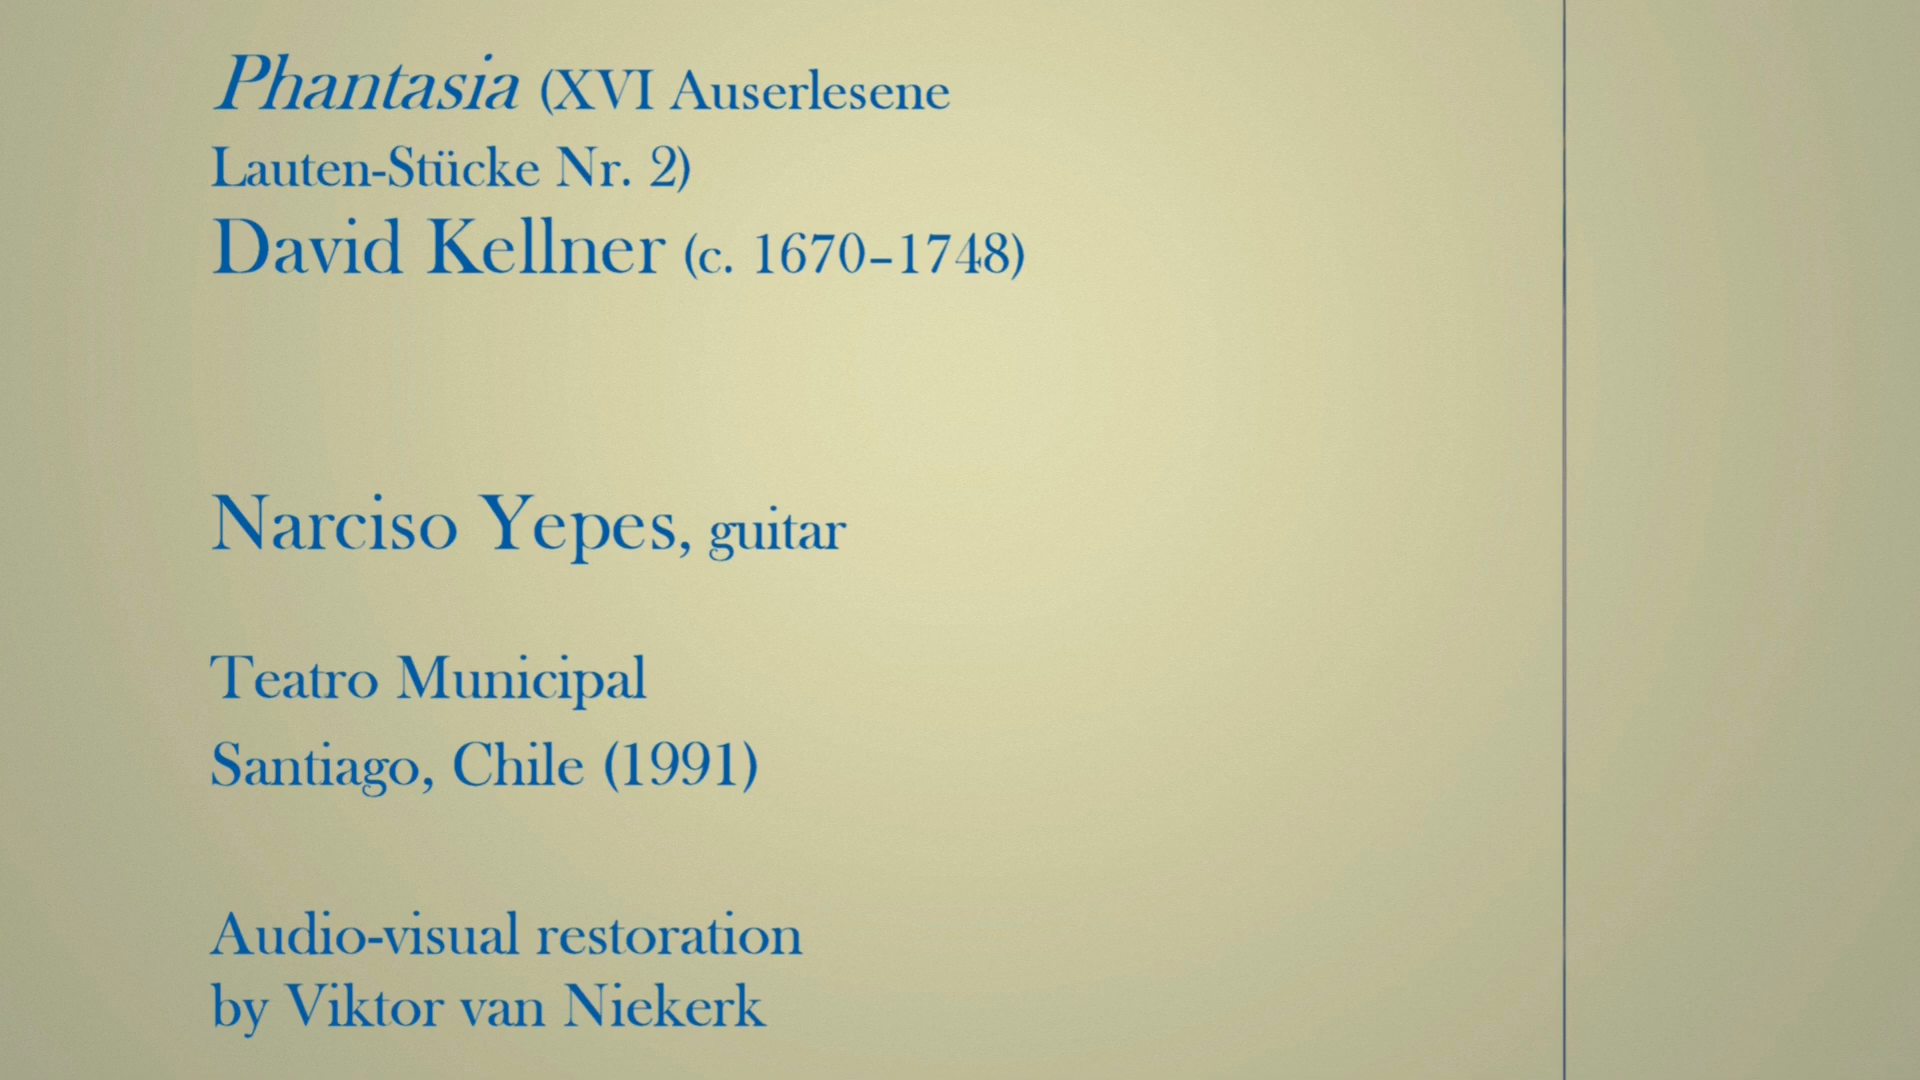 Phantasia (XVI Auserlesene
Lauten-Stücke Nr. 2)
David Kellner (c. 1670–1748)
Narciso Yepes, guitar
Teatro Municipal
Santiago, Chile (1991)
Audio-visual restoration
by Viktor van Niekerk